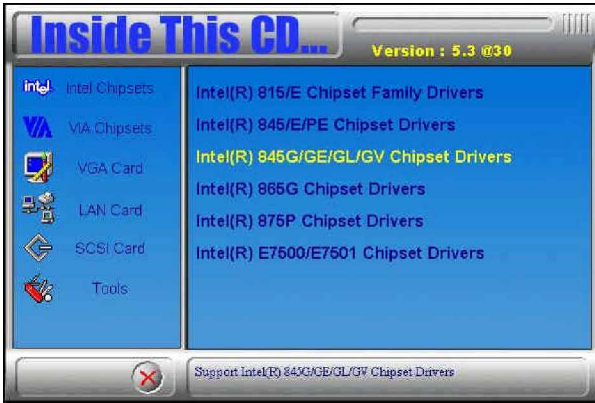 Inside This CD...
Version : 5.3 @30
intel Intel Chipsets
VIA VIA Chipsets
VGA Card
LAN Card
SCSI Card
Tools
Intel(R) 815/E Chipset Family Drivers
Intel(R) 845/E/PE Chipset Drivers
Intel(R) 845G/GE/GL/GV Chipset Drivers
Intel(R) 865G Chipset Drivers
Intel(R) 875P Chipset Drivers
Intel(R) E7500/E7501 Chipset Drivers
Support Intel(R) 845G/GE/GL/GV Chipset Drivers